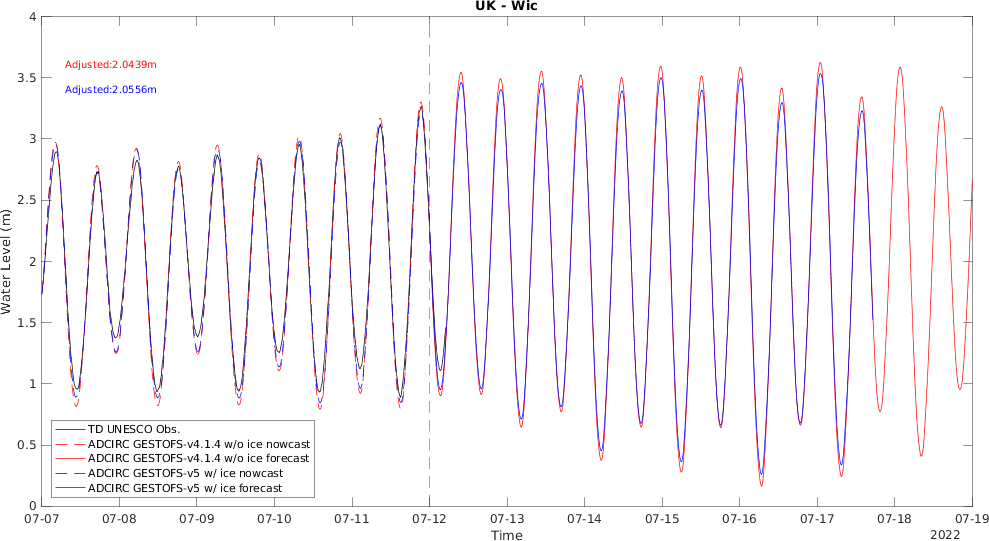 UK - Wic
4
3.5
3
2.5
2
1.5
1
0.5
0
Water Level (m)
Adjusted:2.0439m
Adjusted:2.0556m
TD UNESCO Obs.
ADCIRC GESTOFS-v4.1.4 w/o ice nowcast
ADCIRC GESTOFS-v4.1.4 w/o ice forecast
ADCIRC GESTOFS-v5 w/ ice nowcast
ADCIRC GESTOFS-v5 w/ ice forecast
07-07 07-08 07-09 07-10 07-11 07-12 07-13 07-14 07-15 07-16 07-17 07-18 07-19
Time
2022